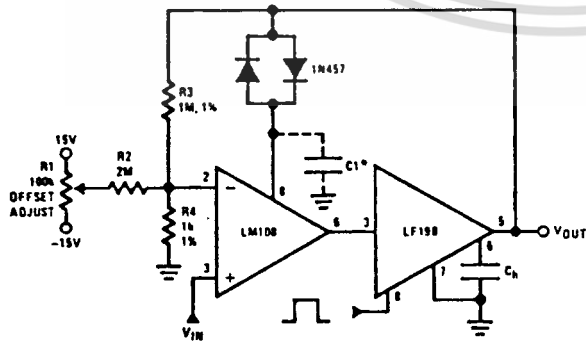 1N457
R3
1M, 1%
C1*
15V
R1
100k
OFFSET
ADJUST
-15V
R2
2M
R4
1k
1%
2
3
8
6
LM108
VIN
3
LF198
5
6
7
8
Ch
VOUT